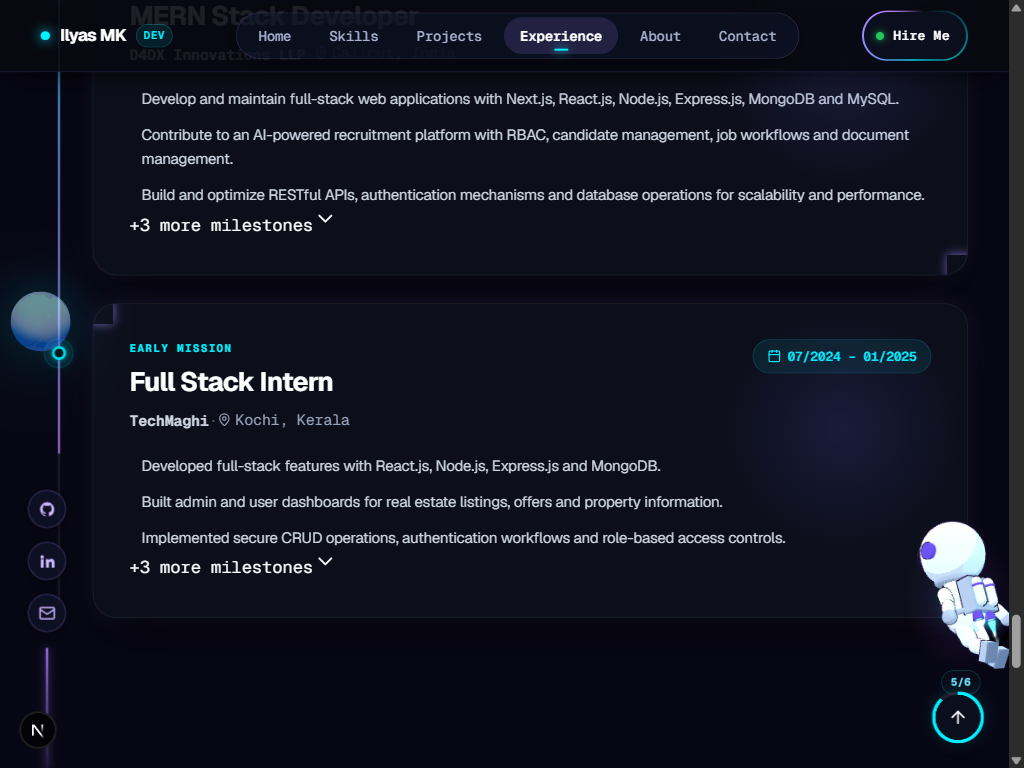 MERN Stack Developer
Ilyas MK
DEV
Home
Skills
Projects
Experience
About
Contact
Hire Me
D4DX Innovations LLP · Calicut, India
Develop and maintain full-stack web applications with Next.js, React.js, Node.js, Express.js, MongoDB and MySQL.
Contribute to an AI-powered recruitment platform with RBAC, candidate management, job workflows and document
management.
Build and optimize RESTful APIs, authentication mechanisms and database operations for scalability and performance.
+3 more milestones
EARLY MISSION
07/2024 – 01/2025
Full Stack Intern
TechMaghi · Kochi, Kerala
Developed full-stack features with React.js, Node.js, Express.js and MongoDB.
Built admin and user dashboards for real estate listings, offers and property information.
Implemented secure CRUD operations, authentication workflows and role-based access controls.
+3 more milestones
in
5/6
N